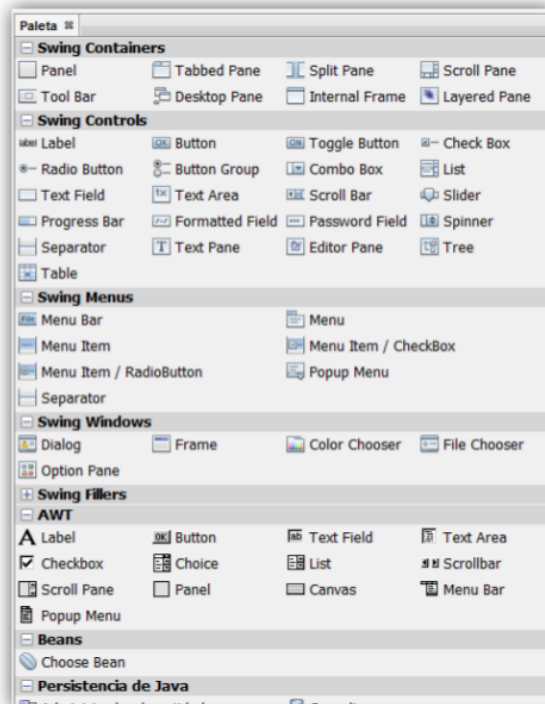 Paleta
Swing Containers
Panel Tabbed Pane Split Pane Scroll Pane
Tool Bar Desktop Pane Internal Frame Layered Pane
Swing Controls
label Label OK Button ON Toggle Button Check Box
Radio Button Button Group Combo Box List
Text Field Text Area Scroll Bar Slider
Progress Bar Formatted Field Password Field Spinner
Separator T Text Pane Editor Pane Tree
Table
Swing Menus
File Menu Bar Menu
Menu Item Menu Item / CheckBox
Menu Item / RadioButton Popup Menu
Separator
Swing Windows
Dialog Frame Color Chooser File Chooser
Option Pane
Swing Fillers
AWT
A Label OK Button ab Text Field Text Area
Checkbox Choice List Scrollbar
Scroll Pane Panel Canvas Menu Bar
Popup Menu
Beans
Choose Bean
Persistencia de Java